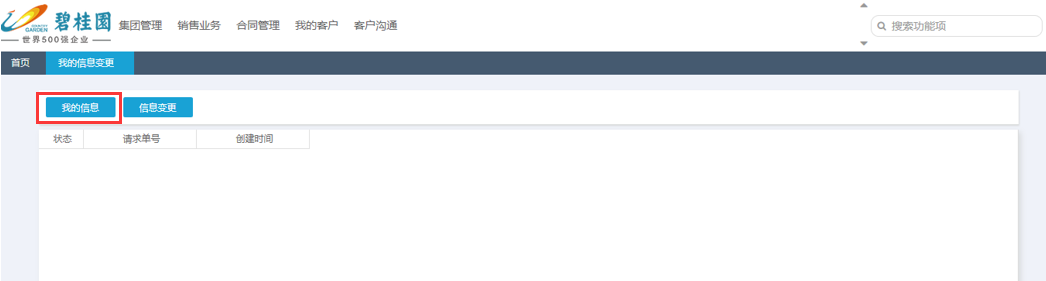 碧桂園
COUNTRY GARDEN
世界500强企业
集团管理 销售业务 合同管理 我的客户 客户沟通
搜索功能项
首页 我的信息变更
我的信息 信息变更
状态 请求单号 创建时间